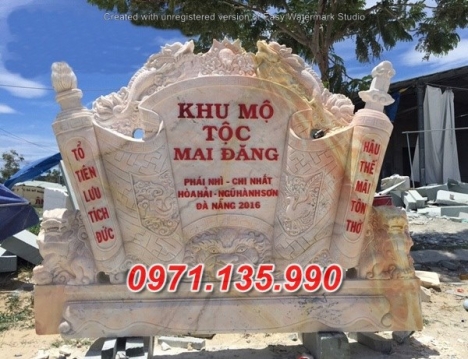 Created with unregistered version of Easy Watermark Studio
KHU MỘ
TỘC
MAI ĐĂNG
PHÁI NHÌ - CHI NHẤT
HÒA HẢI - NGŨ HÀNH SƠN
ĐÀ NẴNG 2016
TỔ
TIÊN
LƯU
TÍCH
ĐỨC
HẬU
THẾ
MÃI
TÔN
THỜ
0971.135.990